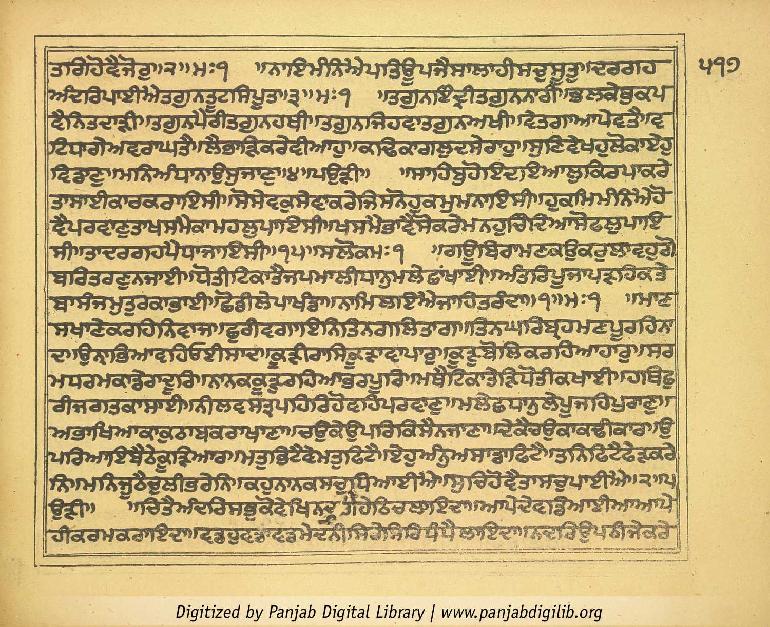 ਤਾਰਿਹੋਵੈਜੋਰੁ॥੨॥ਮਃ੧ ॥ਨਾਇਮੰਨਿਐਪਤਿਊਪਜੈਸਾਲਾਹੀਸਚੁਸੂਤੁ॥ਦਰਗਹ
੫੧੭
ਅੰਦਰਿਪਾਈਐਤਗੁਨਤੂਟਸਿਪੂਤ॥੩॥ਮਃ੧ ॥ਤਗੁਨਇੰਦ੍ਰੀਤਗੁਨਨਾਰੀ॥ਭਲਕੇਥੁਕਪ
ਵੈਨਿਤਦਾੜੀ॥ਤਗੁਨਪੈਰੀਤਗੁਨਹਥੀ॥ਤਗੁਨਜਿਹਵਾਤਗੁਨਅਖੀ॥ਵੇਤਗਾਆਪੇਵਤੈ॥ਵ
ਟਿਧਾਗੇਅਵਰਾਘਤੈ॥ਲੈਭਾੜਿਕਰੇਵੀਆਹੁ॥ਕਢਿਕਾਗਲੁਦਸੇਰਾਹੁ॥ਸੁਣਿਵੇਖਹੁਲੋਕਾਏਹੁ
ਵਿਡਾਣੁ॥ਮਨਿਅੰਧਾਨਾਉਸੁਜਾਣੁ॥੪॥ਪਉੜੀ॥ ॥ਸਾਹਿਬੁਹੋਇਦਇਆਲੁਕਿਰਪਾਕਰੇ
ਤਾਸਾਈਕਾਰਕਰਾਇਸੀ॥ਸੋਸੇਵਕੁਸੇਵਾਕਰੇਜਿਸਨੋਹੁਕਮੁਮਨਾਇਸੀ॥ਹੁਕਮਿਮੰਨਿਐਹੋ
ਵੈਪਰਵਾਣੁਤਾਖਸਮੈਕਾਮਹਲੁਪਾਇਸੀ॥ਖਸਮੈਭਾਵੈਸੋਕਰੇਮਨਹੁਚਿੰਦਿਆਸੋਫਲੁਪਾਇ
ਸੀ॥ਤਾਦਰਗਹਪੈਧਾਜਾਇਸੀ॥੧੫॥ਸਲੋਕਮਃ੧ ॥ਗਊਬਿਰਾਹਮਣਕਉਕਰੁਲਾਵਹੁਗੋ
ਬਰਿਤਰਣੁਨਜਾਈ॥ਧੋਤੀਟਿਕਾਤੈਜਪਮਾਲੀਧਾਨੁਮਲੇਛਾਂਖਾਈ॥ਅੰਤਰਿਪੂਜਾਪੜਹਿਕਤੇ
ਬਾਸੰਜਮੁਤੁਰਕਾਭਾਈ॥ਛੋਡੀਲੇਪਾਖੰਡਾ॥ਨਾਮਿਲਇਐਜਾਹਿਤਰੰਦਾ॥੧॥ਮਃ੧ ॥ਮਾਣ
ਸਖਾਣੇਕਰਹਿਨਿਵਾਜ॥ਛੁਰੀਵਗਾਇਨਿਤਿਨਗਲਿਤਾਗ॥ਤਿਨਘਰਿਬ੍ਰਹਮਣਪੂਰਹਿਨਾ
ਦ॥ਉਨਾਭਿਆਵਹਿਓਈਸਾਦ॥ਕੂੜੀਰਾਸਿਕੂੜਾਵਾਪਾਰੁ॥ਕੂੜੁਬੋਲਿਕਰਹਿਆਹਾਰੁ॥ਸਰ
ਮਧਰਮਕਾਡੇਰਾਦੂਰਿ॥ਨਾਨਕਕੂੜੁਰਹਿਆਭਰਪੂਰਿ॥ਮਥੈਟਿਕਾਤੇੜਿਧੋਤੀਕਖਾਈ॥ਹਥਿਛੁ
ਰੀਜਗਤਕਾਸਾਈ॥ਨੀਲਵਸਤ੍ਰਪਹਿਰਿਹੋਵਹਿਪਰਵਾਣੁ॥ਮਲੇਛਧਾਨੁਲੇਪੂਜਹਿਪੁਰਾਣੁ॥
ਅਭਾਖਿਆਕਾਕੁਠਾਬਕਰਾਖਾਣਾ॥ਚਉਕੇਉਪਰਿਕਿਸੈਨਜਾਣਾ॥ਦੇਕੈਚਉਕਾਕਢੀਕਾਰ॥ਉ
ਪਰਿਆਇਬੈਠੇਕੂੜਿਆਰ॥ਮਤੁਭਿਟੈਵੇਮਤੁਭਿਟੈ॥ਇਹੁਅੰਨੁਅਸਾਡਾਫਿਟੈ॥ਤਨਿਫਿਟੈਫੇੜਕਰੇ
ਨਿ॥ਮਨਿਜੂਠੈਚੁਲੀਭਰੇਨਿ॥ਕਹੁਨਾਨਕਸਚੁਧਿਆਈਐ॥ਸੁਚਿਹੋਵੈਤਾਸਚੁਪਾਈਐ॥੨॥ਪ
ਉੜੀ॥ ॥ਚਿਤੈਅੰਦਰਿਸਭੁਕੋਵੇਖਿਨਦਰੀਹੇਠਿਚਲਾਇਦਾ॥ਆਪੇਦੇਵਡਿਆਈਆਆਪੇ
ਹੀਕਰਮਕਰਾਇਦਾ॥ਵਡਹੁਵਡਾਵਡਮੇਦਨੀਸਿਰੇਸਿਰਿਧੰਧੈਲਾਇਦਾ॥ਨਦਰਿਉਪਠੀਜੇਕਰੇ
Digitized by Panjab Digital Library | www.panjabdigilib.org